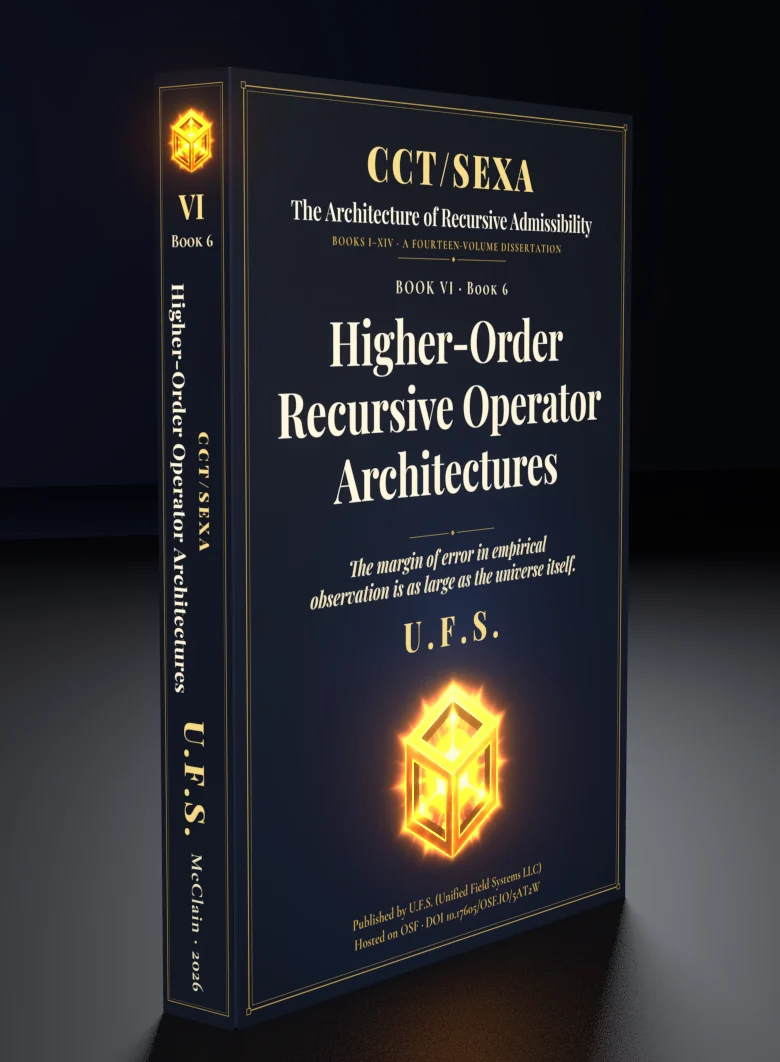 VI
Book 6
Higher-Order Operator Architectures
CCT/SEXA
U.F.S.
McClain · 2026
CCT/SEXA
The Architecture of Recursive Admissibility
BOOKS I–XIV · A FOURTEEN-VOLUME DISSERTATION
BOOK VI · Book 6
Higher-Order
Recursive Operator
Architectures
The margin of error in empirical
observation is as large as the universe itself.
U.F.S.
Published by U.F.S. (Unified Field Systems LLC)
Hosted on OSF · DOI 10.17605/OSF.IO/5AT2W